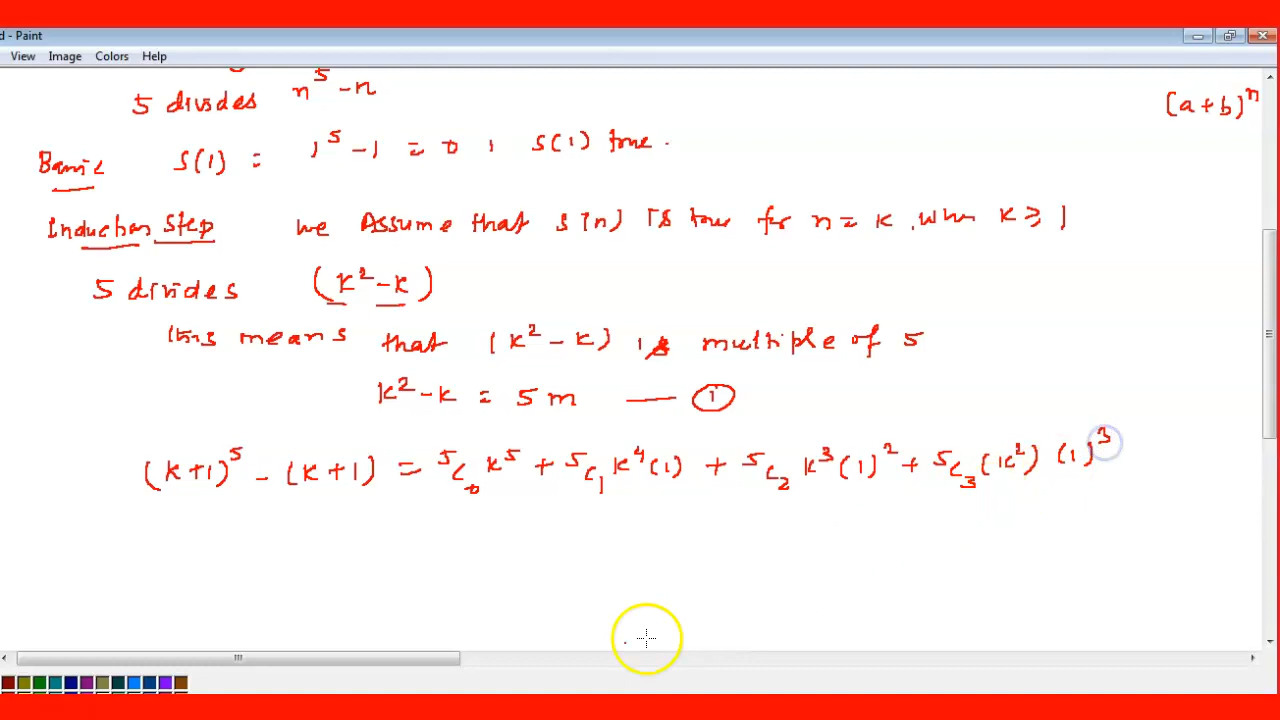 d - Paint
View Image Colors Help
5 divides n⁵ - n
(a+b)ⁿ
S(1) = 1⁵ - 1 = 0, S(1) true.
Induction Step we Assume that S(n) is true for n = k, when k ≥ 1
5 divides (k² - k)
this means that (k² - k) is multiple of 5
k² - k = 5m — ①
(k+1)⁵ - (k+1) = ⁵C₀ k⁵ + ⁵C₁ k⁴(1) + ⁵C₂ k³(1)² + ⁵C₃ (k²) (1)³